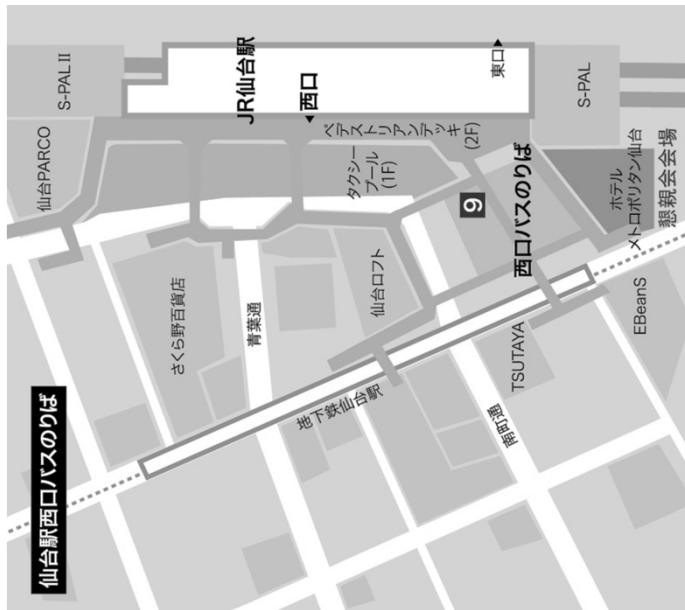 仙台駅西口バスのりば
S-PAL II
仙台PARCO
JR仙台駅
西口
東口
ペデストリアンデッキ
(2F)
タクシー
プール
(1F)
S-PAL
さくら野百貨店
青葉通
仙台ロフト
9
西口バスのりば
ホテル
メトロポリタン仙台
懇親会会場
地下鉄仙台駅
TSUTAYA
南町通
EBeanS